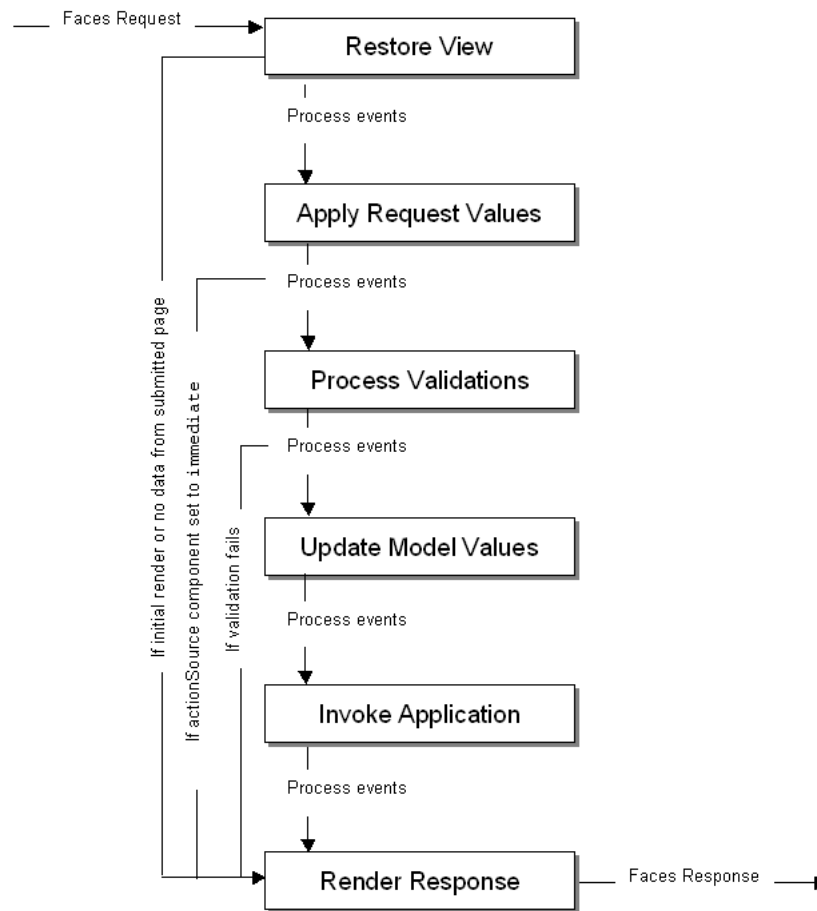 Faces Request
Restore View
Process events
Apply Request Values
Process events
Process Validations
Process events
Update Model Values
Process events
Invoke Application
Process events
Render Response
Faces Response
If initial render or no data from submitted page
If actionSource component set to immediate
If validation fails